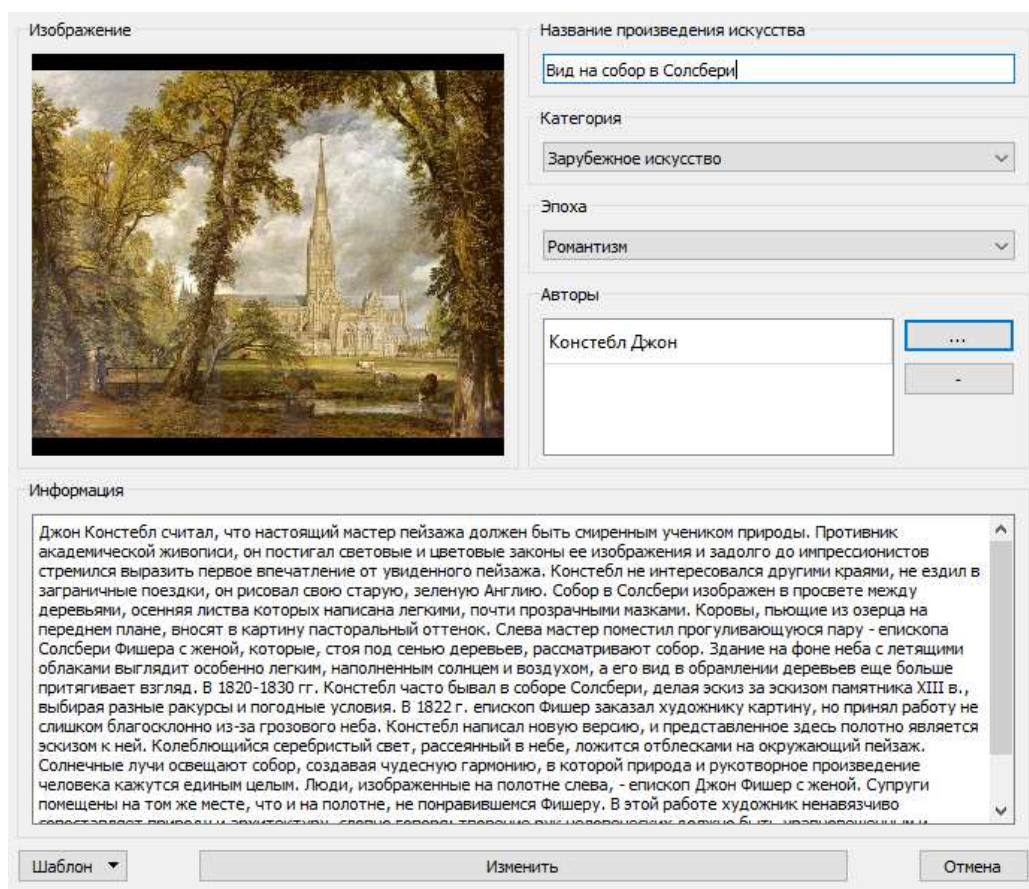 Изображение
Название произведения искусства
Вид на собор в Солсбери
Категория
Зарубежное искусство
Эпоха
Романтизм
Авторы
Констебл Джон
...
-
Информация
Джон Констебл считал, что настоящий мастер пейзажа должен быть смиренным учеником природы. Противник
академической живописи, он постигал световые и цветовые законы ее изображения и задолго до импрессионистов
стремился выразить первое впечатление от увиденного пейзажа. Констебл не интересовался другими краями, не ездил в
заграничные поездки, он рисовал свою старую, зеленую Англию. Собор в Солсбери изображен в просвете между
деревьями, осенняя листва которых написана легкими, почти прозрачными мазками. Коровы, пьющие из озерца на
переднем плане, вносят в картину пасторальный оттенок. Слева мастер поместил прогуливающуюся пару - епископа
Солсбери Фишера с женой, которые, стоя под сенью деревьев, рассматривают собор. Здание на фоне неба с летящими
облаками выглядит особенно легким, наполненным солнцем и воздухом, а его вид в обрамлении деревьев еще больше
притягивает взгляд. В 1820-1830 гг. Констебл часто бывал в соборе Солсбери, делая эскиз за эскизом памятника XIII в.,
выбирая разные ракурсы и погодные условия. В 1822 г. епископ Фишер заказал художнику картину, но принял работу не
слишком благосклонно из-за грозового неба. Констебл написал новую версию, и представленное здесь полотно является
эскизом к ней. Колеблющийся серебристый свет, рассеянный в небе, ложится отблесками на окружающий пейзаж.
Солнечные лучи освещают собор, создавая чудесную гармонию, в которой природа и рукотворное произведение
человека кажутся единым целым. Люди, изображенные на полотне слева, - епископ Джон Фишер с женой. Супруги
помещены на том же месте, что и на полотне, не понравившемся Фишеру. В этой работе художник ненавязчиво
Шаблон
Изменить
Отмена